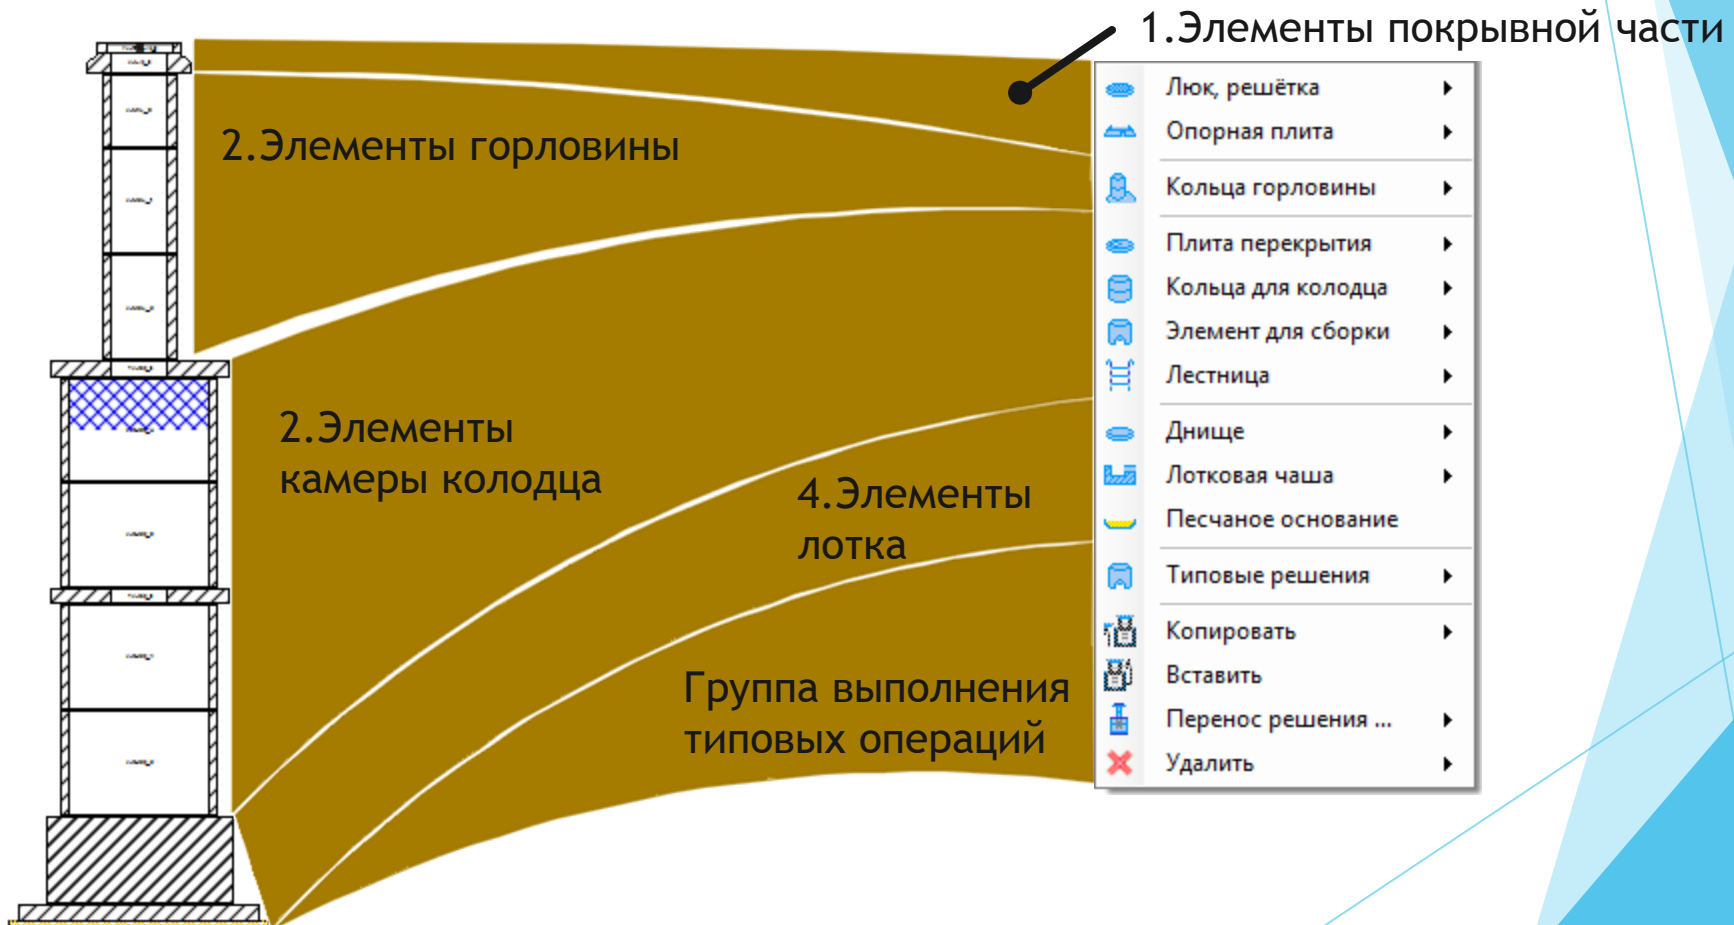 1.Элементы покрывной части
2.Элементы горловины
2.Элементы
камеры колодца
4.Элементы
лотка
Группа выполнения
типовых операций
Люк, решётка
Опорная плита
Кольца горловины
Плита перекрытия
Кольца для колодца
Элемент для сборки
Лестница
Днище
Лотковая чаша
Песчаное основание
Типовые решения
Копировать
Вставить
Перенос решения ...
Удалить